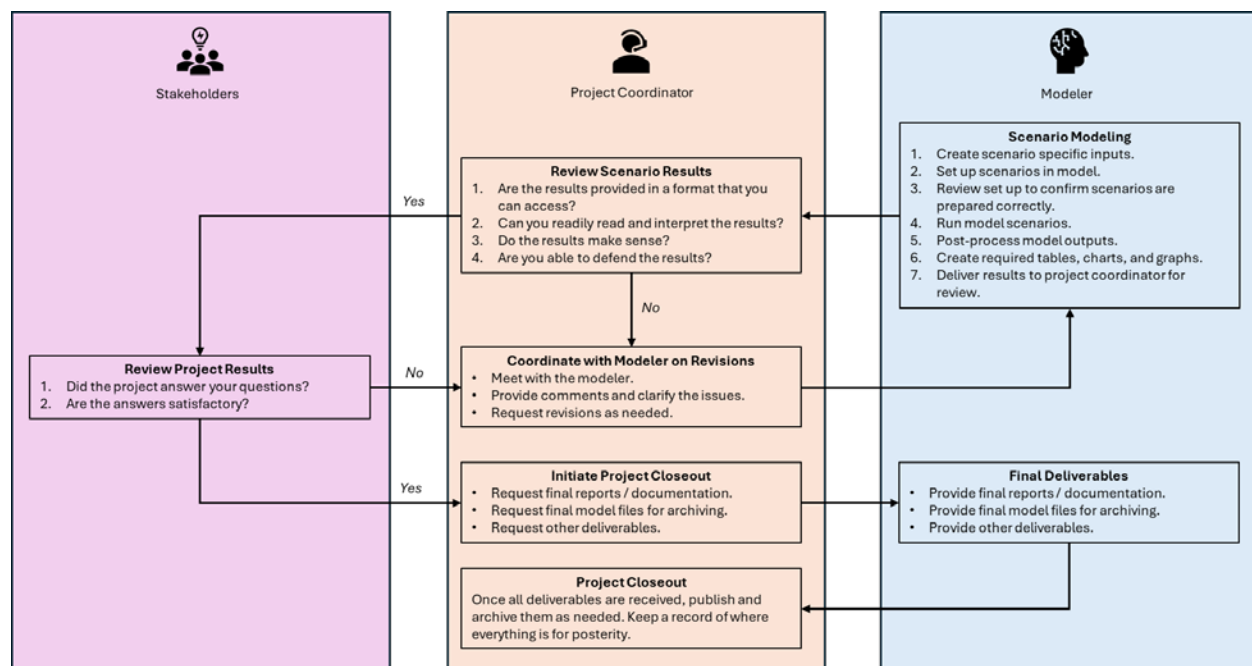 Stakeholders
Project Coordinator
Modeler
Scenario Modeling
1. Create scenario specific inputs.
2. Set up scenarios in model.
3. Review set up to confirm scenarios are
prepared correctly.
4. Run model scenarios.
5. Post-process model outputs.
6. Create required tables, charts, and graphs.
7. Deliver results to project coordinator for
review.
Review Scenario Results
1. Are the results provided in a format that you
can access?
2. Can you readily read and interpret the results?
3. Do the results make sense?
4. Are you able to defend the results?
Yes
No
Review Project Results
1. Did the project answer your questions?
2. Are the answers satisfactory?
No
Coordinate with Modeler on Revisions
• Meet with the modeler.
• Provide comments and clarify the issues.
• Request revisions as needed.
Yes
Initiate Project Closeout
• Request final reports / documentation.
• Request final model files for archiving.
• Request other deliverables.
Final Deliverables
• Provide final reports / documentation.
• Provide final model files for archiving.
• Provide other deliverables.
Project Closeout
Once all deliverables are received, publish and
archive them as needed. Keep a record of where
everything is for posterity.